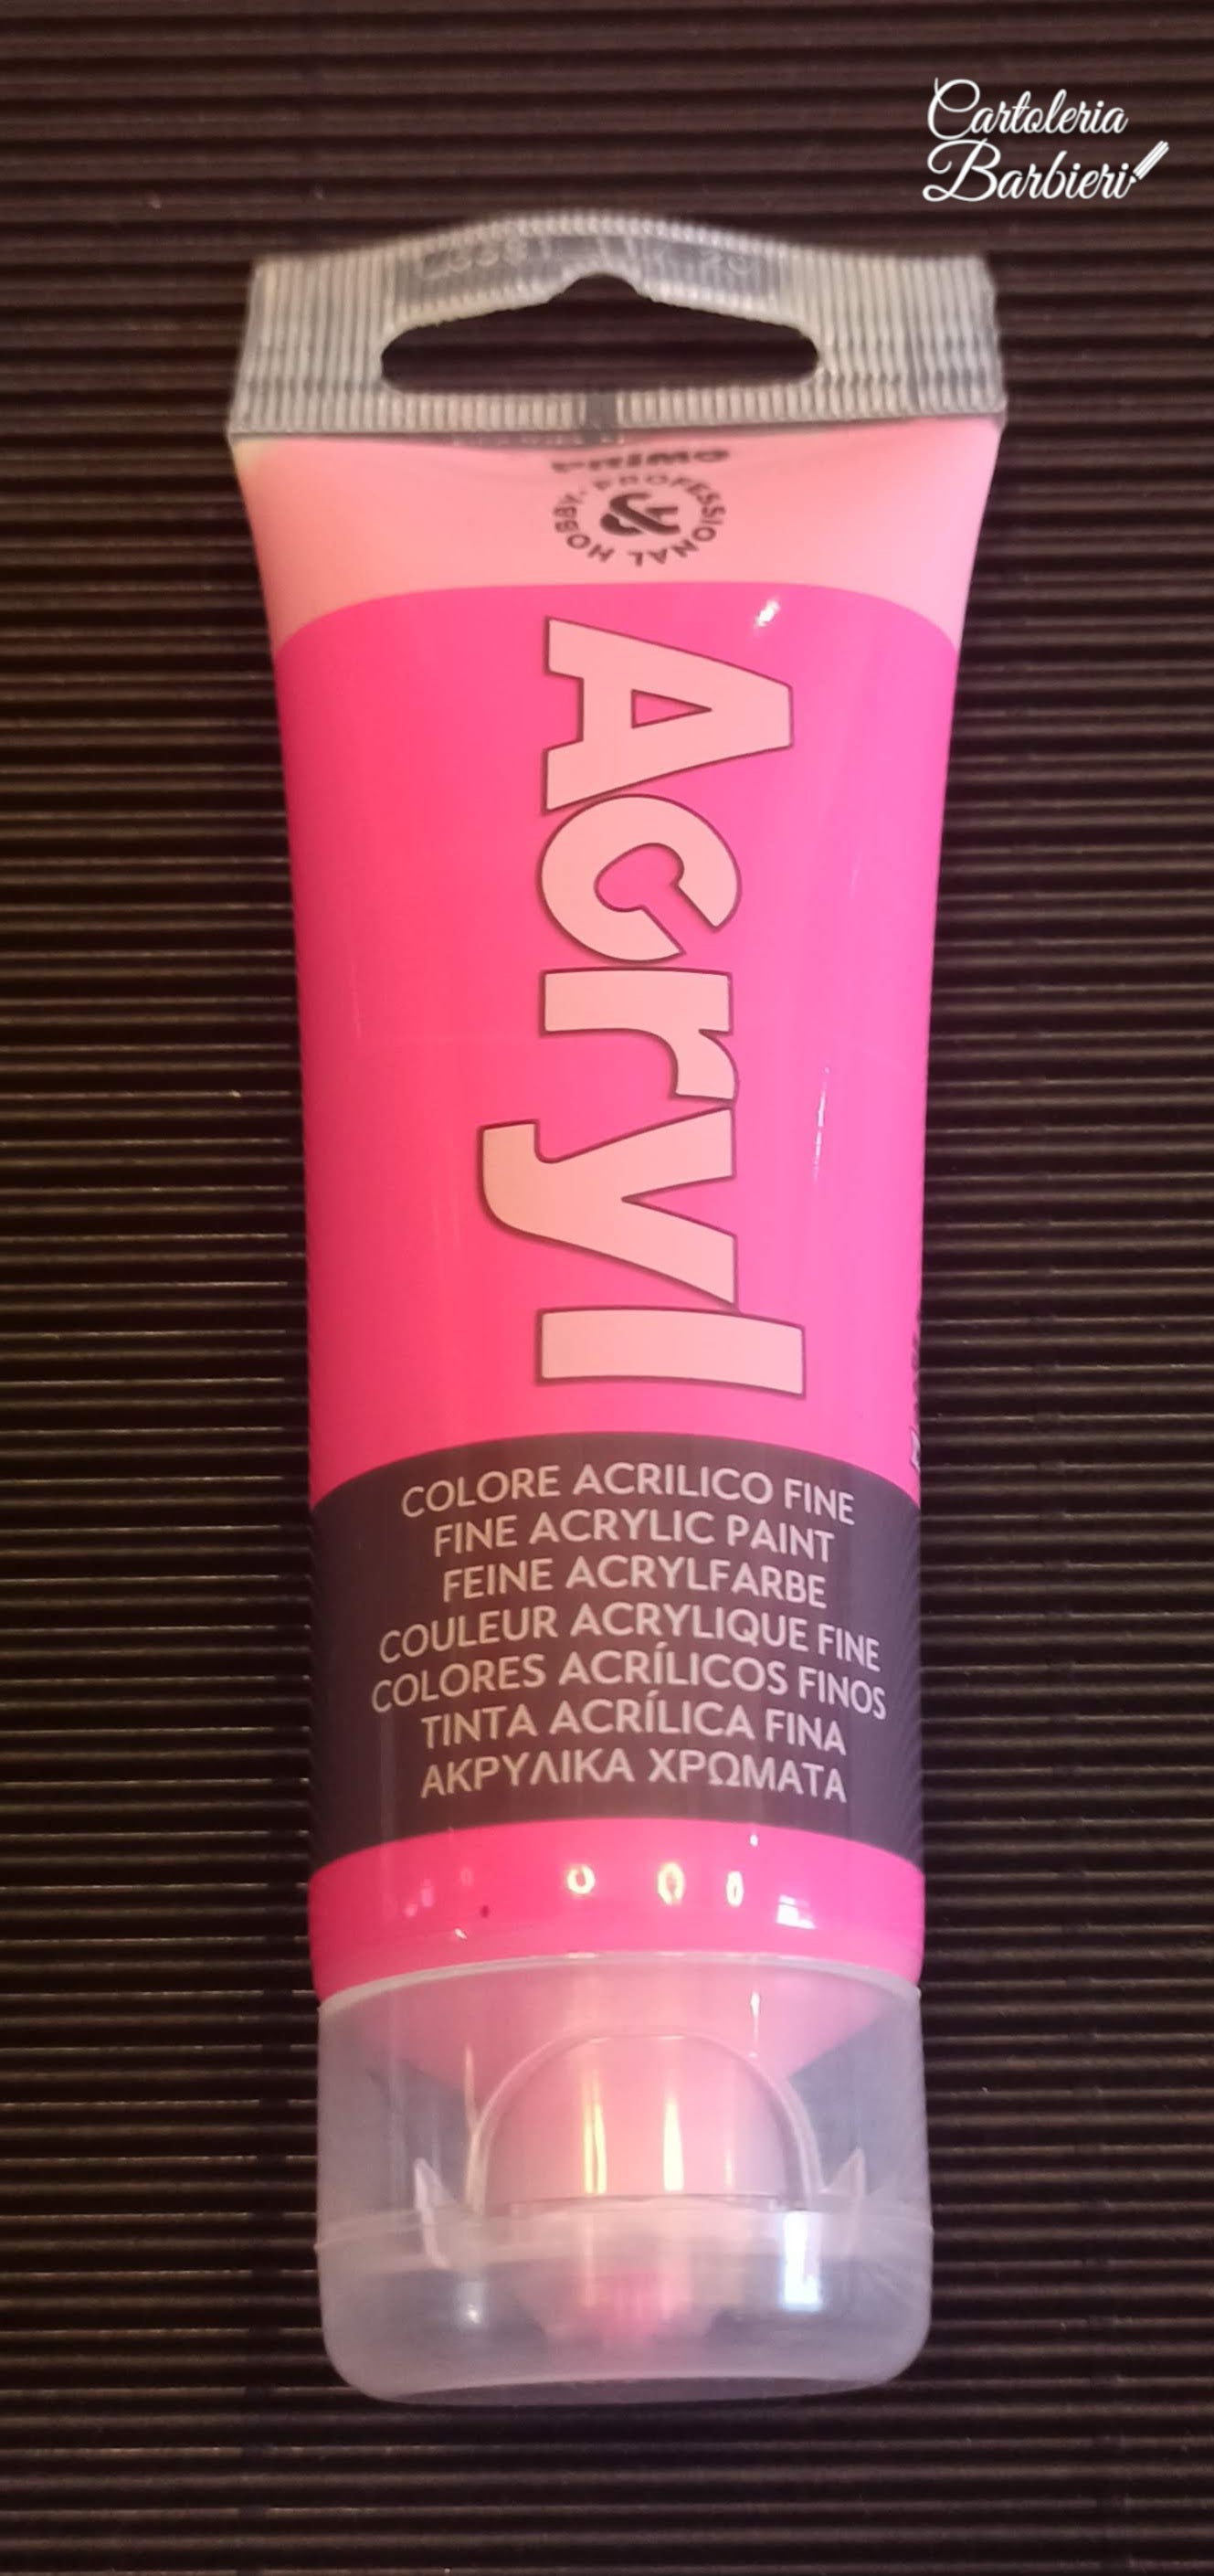 Cartoleria
Barbieri
PRIMO
HOBBY & PROFESSIONAL
Acryl
COLORE ACRILICO FINE
FINE ACRYLIC PAINT
FEINE ACRYLFARBE
COULEUR ACRYLIQUE FINE
COLORES ACRÍLICOS FINOS
TINTA ACRÍLICA FINA
ΑΚΡΥΛΙΚΑ ΧΡΩΜΑΤΑ